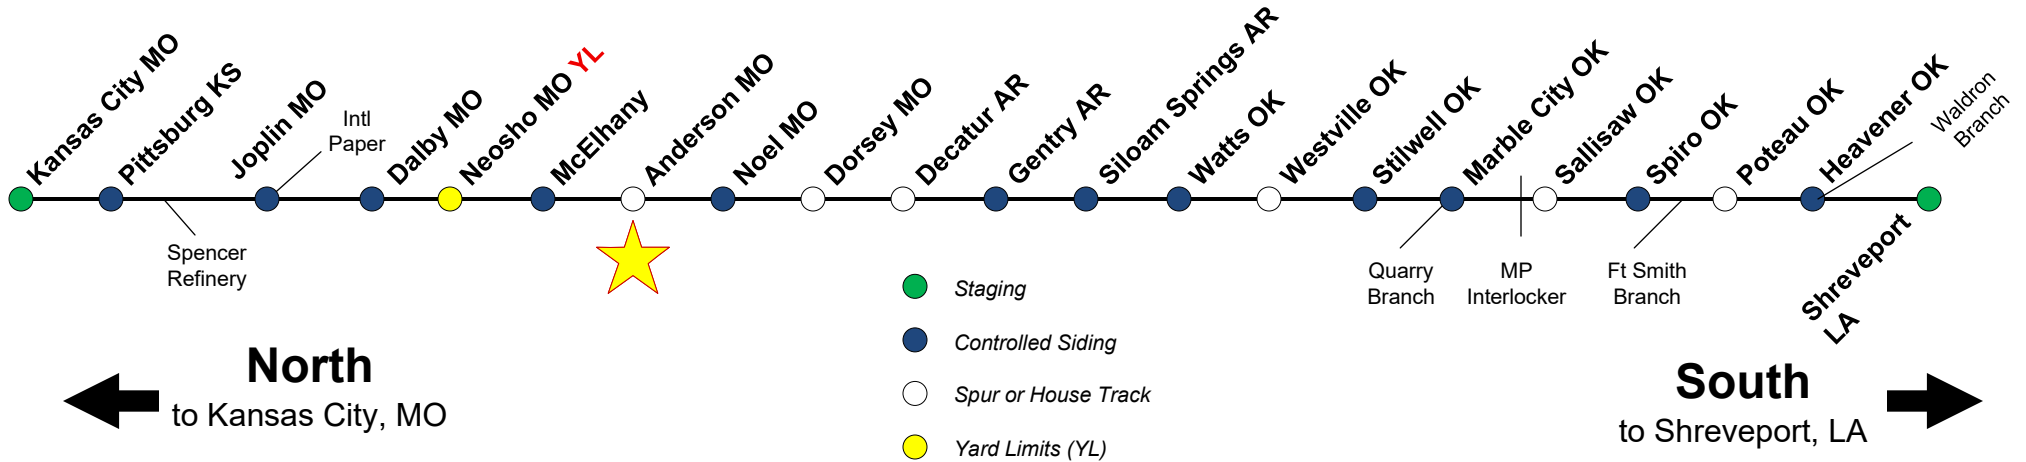 Kansas City MO
Pittsburg KS
Joplin MO
Intl
Paper
Dalby MO
Neosho MO YL
McElhany
Anderson MO
Noel MO
Dorsey MO
Decatur AR
Gentry AR
Siloam Springs AR
Watts OK
Westville OK
Stilwell OK
Marble City OK
Sallisaw OK
Spiro OK
Poteau OK
Heavener OK
Waldron
Branch
Spencer
Refinery
Quarry
Branch
MP
Interlocker
Ft Smith
Branch
Shreveport
LA
Staging
Controlled Siding
Spur or House Track
Yard Limits (YL)
North
to Kansas City, MO
South
to Shreveport, LA